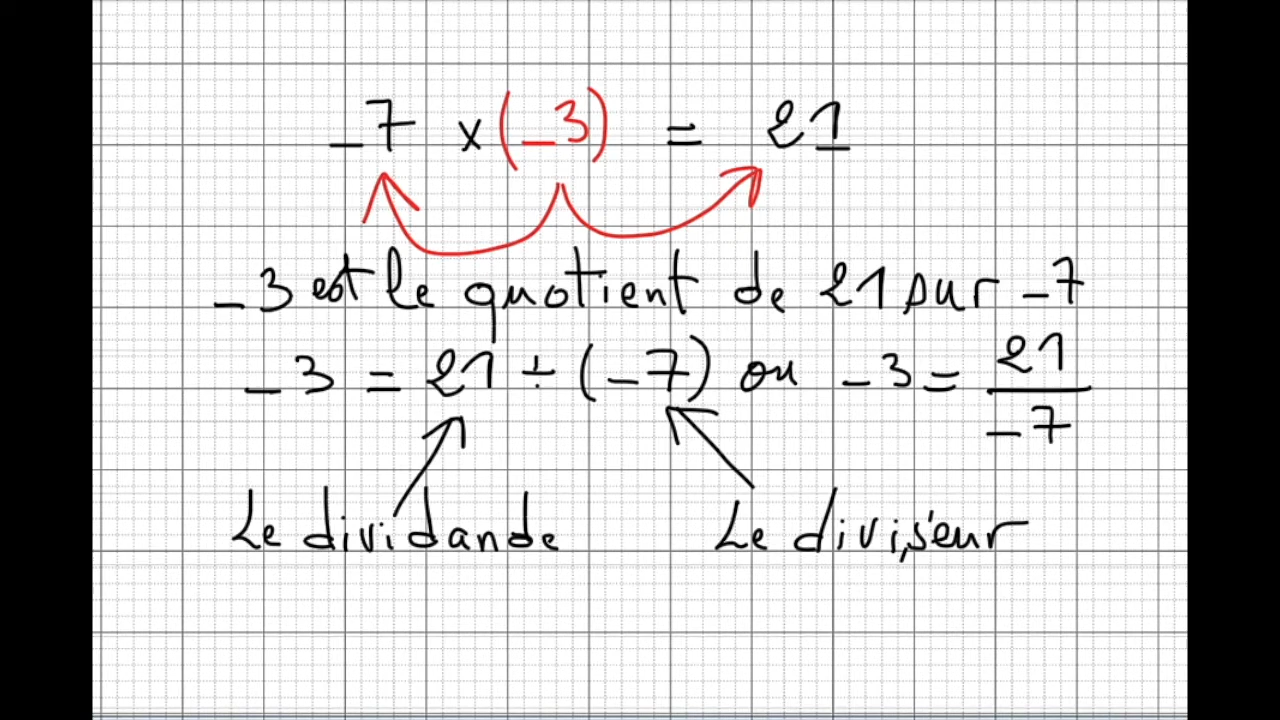 -7 x (-3) = 21
-3 est le quotient de 21 sur -7
-3 = 21 ÷ (-7) ou -3 = 21/-7
Le dividande Le diviseur